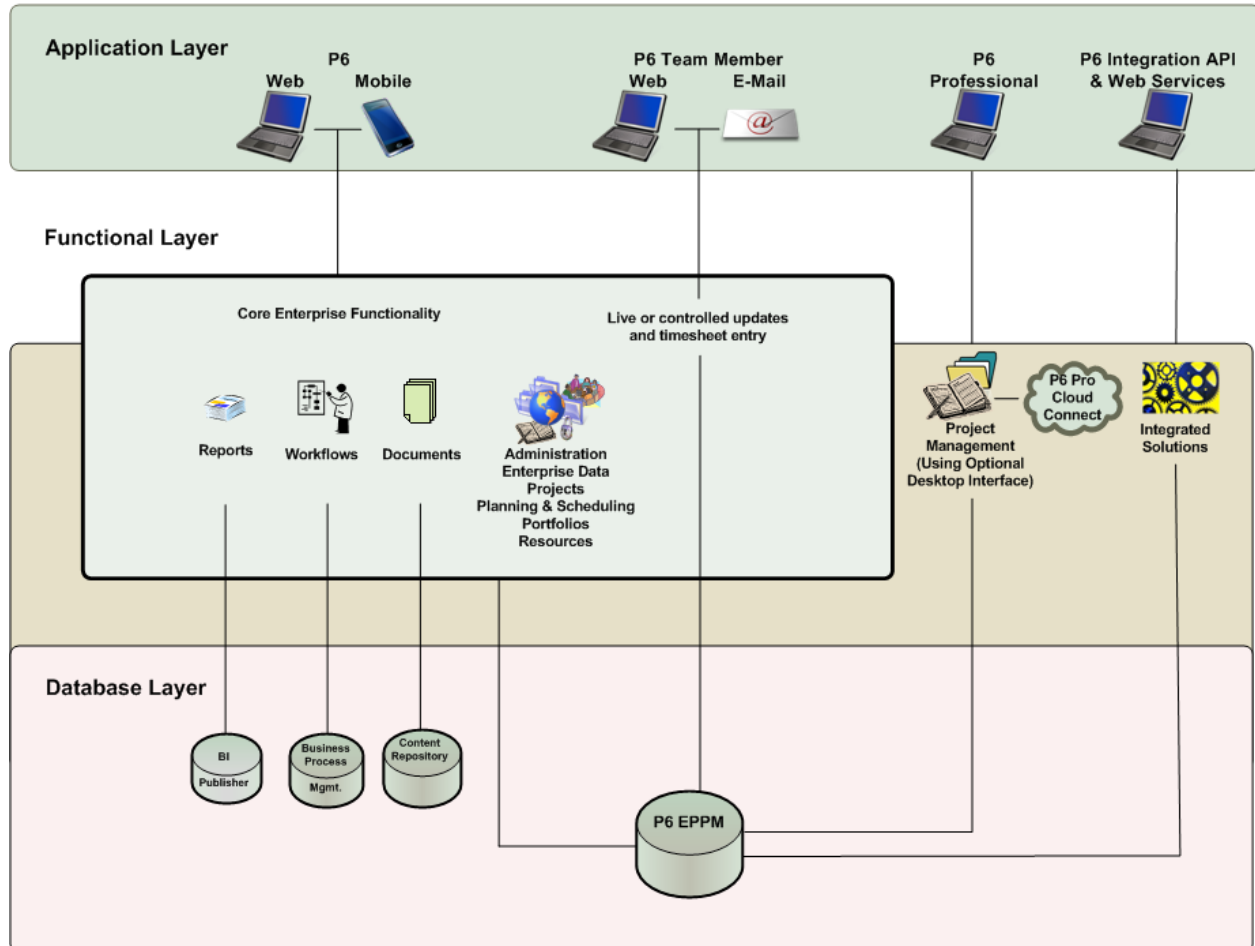 Application Layer
P6
Web
Mobile
P6 Team Member
Web
E-Mail
P6
Professional
P6 Integration API
& Web Services
@
Functional Layer
Core Enterprise Functionality
Live or controlled updates
and timesheet entry
Reports
Workflows
Documents
Administration
Enterprise Data
Projects
Planning & Scheduling
Portfolios
Resources
Project
Management
(Using Optional
Desktop Interface)
P6 Pro
Cloud
Connect
Integrated
Solutions
Database Layer
BI
Publisher
Business
Process
Mgmt.
Content
Repository
P6 EPPM